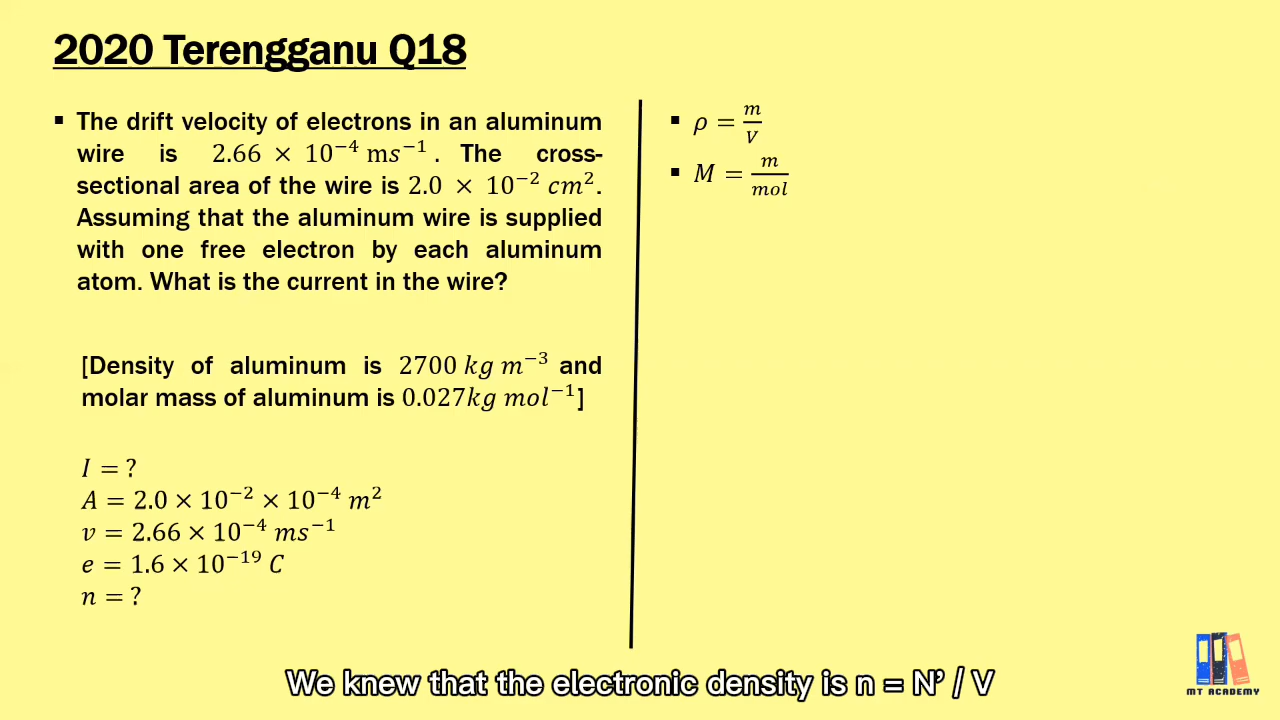 2020 Terengganu Q18
▪ The drift velocity of electrons in an aluminum
wire is 2.66 × 10⁻⁴ ms⁻¹. The cross-
sectional area of the wire is 2.0 × 10⁻² cm².
Assuming that the aluminum wire is supplied
with one free electron by each aluminum
atom. What is the current in the wire?
[Density of aluminum is 2700 kg m⁻³ and
molar mass of aluminum is 0.027kg mol⁻¹]
I = ?
A = 2.0 × 10⁻² × 10⁻⁴ m²
v = 2.66 × 10⁻⁴ ms⁻¹
e = 1.6 × 10⁻¹⁹ C
n = ?
▪ ρ = m/V
▪ M = m/mol
We knew that the electronic density is n = N' / V
MT ACADEMY